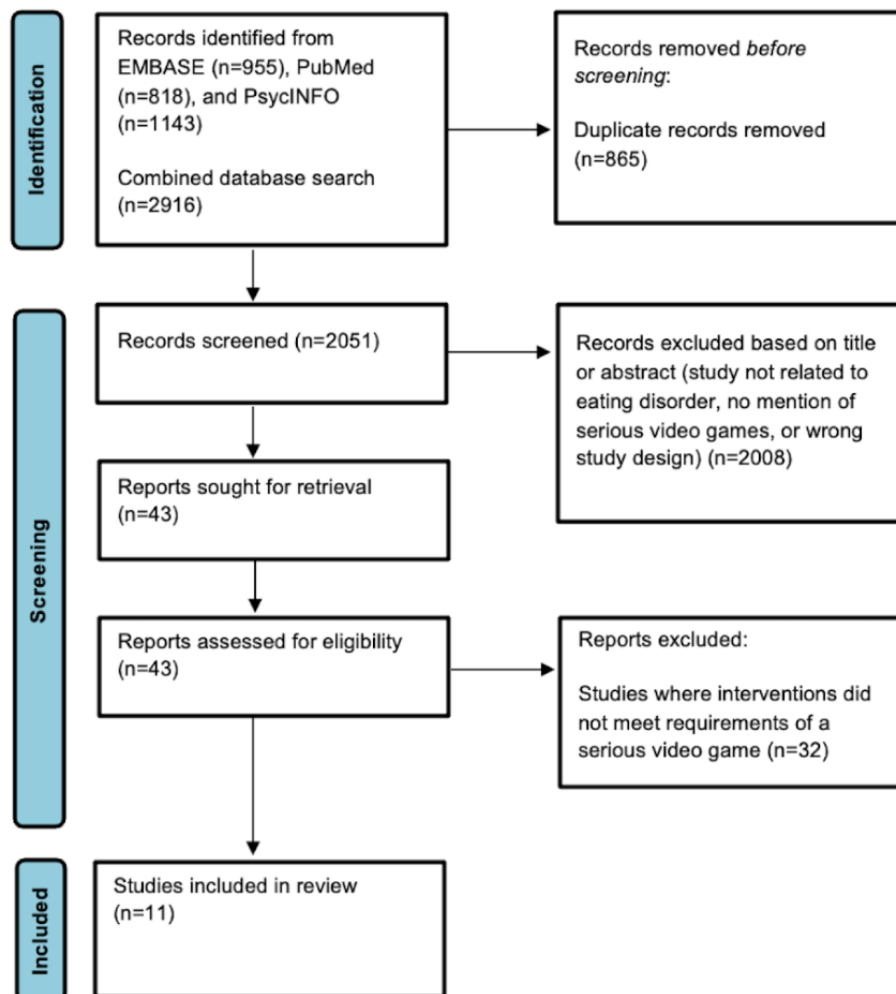 Identification
Records identified from
EMBASE (n=955), PubMed
(n=818), and PsycINFO
(n=1143)
Combined database search
(n=2916)
Records removed before
screening:
Duplicate records removed
(n=865)
Screening
Records screened (n=2051)
Records excluded based on title
or abstract (study not related to
eating disorder, no mention of
serious video games, or wrong
study design) (n=2008)
Reports sought for retrieval
(n=43)
Reports assessed for eligibility
(n=43)
Reports excluded:
Studies where interventions did
not meet requirements of a
serious video game (n=32)
Included
Studies included in review
(n=11)